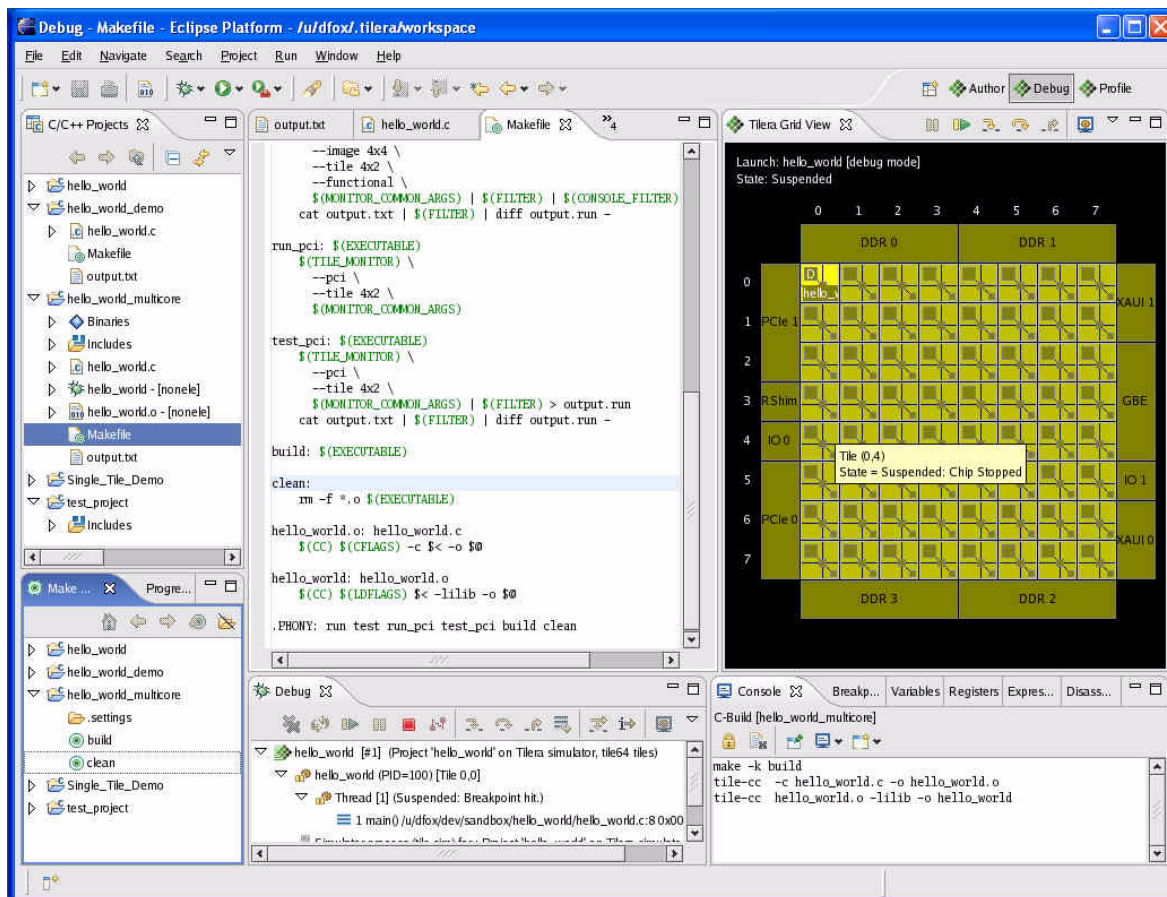 Debug - Makefile - Eclipse Platform - /u/dfox/.tilera/workspace
File Edit Navigate Search Project Run Window Help
Author Debug Profile
C/C++ Projects
hello_world
hello_world_demo
hello_world.c
Makefile
output.txt
hello_world_multicore
Binaries
Includes
hello_world.c
hello_world - [nonele]
hello_world.o - [nonele]
Makefile
output.txt
Single_Tile_Demo
test_project
Includes
Make ... Progre...
hello_world
hello_world_demo
hello_world_multicore
.settings
build
clean
Single_Tile_Demo
test_project
output.txt hello_world.c Makefile »4
--image 4x4 \
--tile 4x2 \
--functional \
$(MONITOR_COMMON_ARGS) | $(FILTER) | $(CONSOLE_FILTER)
cat output.txt | $(FILTER) | diff output.run -
run_pci: $(EXECUTABLE)
$(TILE_MONITOR) \
--pci \
--tile 4x2 \
$(MONITOR_COMMON_ARGS)
test_pci: $(EXECUTABLE)
$(TILE_MONITOR) \
--pci \
--tile 4x2 \
$(MONITOR_COMMON_ARGS) | $(FILTER) > output.run
cat output.txt | $(FILTER) | diff output.run -
build: $(EXECUTABLE)
clean:
rm -f *.o $(EXECUTABLE)
hello_world.o: hello_world.c
$(CC) $(CFLAGS) -c $< -o $@
hello_world: hello_world.o
$(CC) $(LDFLAGS) $< -lilib -o $@
.PHONY: run test run_pci test_pci build clean
Tilera Grid View
Launch: hello_world [debug mode]
State: Suspended
0 1 2 3 4 5 6 7
DDR 0 DDR 1
0 D
hello_w XAUI 1
1 PCIe 1
2
3 RShim GBE
4 IO 0
Tile (0,4)
State = Suspended: Chip Stopped
5 IO 1
6 PCIe 0
XAUI 0
7
DDR 3 DDR 2
Debug
hello_world [#1] (Project 'hello_world' on Tilera simulator, tile64 tiles)
hello_world (PID=100) [Tile 0,0]
Thread [1] (Suspended: Breakpoint hit.)
1 main() /u/dfox/dev/sandbox/hello_world/hello_world.c:8 0x00
Console Breakp... Variables Registers Expres... Disass...
C-Build [hello_world_multicore]
make -k build
tile-cc -c hello_world.c -o hello_world.o
tile-cc hello_world.o -lilib -o hello_world